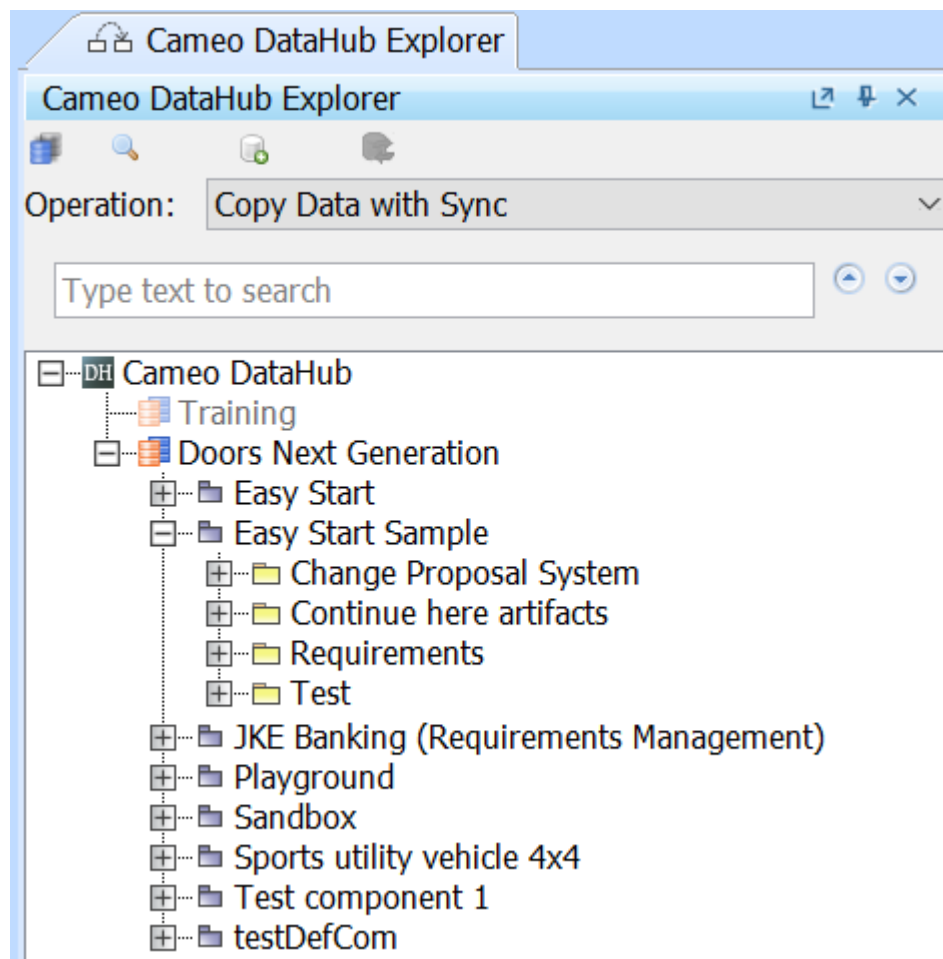 Cameo DataHub Explorer
Cameo DataHub Explorer
Operation: Copy Data with Sync
Type text to search
DH Cameo DataHub
Training
Doors Next Generation
Easy Start
Easy Start Sample
Change Proposal System
Continue here artifacts
Requirements
Test
JKE Banking (Requirements Management)
Playground
Sandbox
Sports utility vehicle 4x4
Test component 1
testDefCom